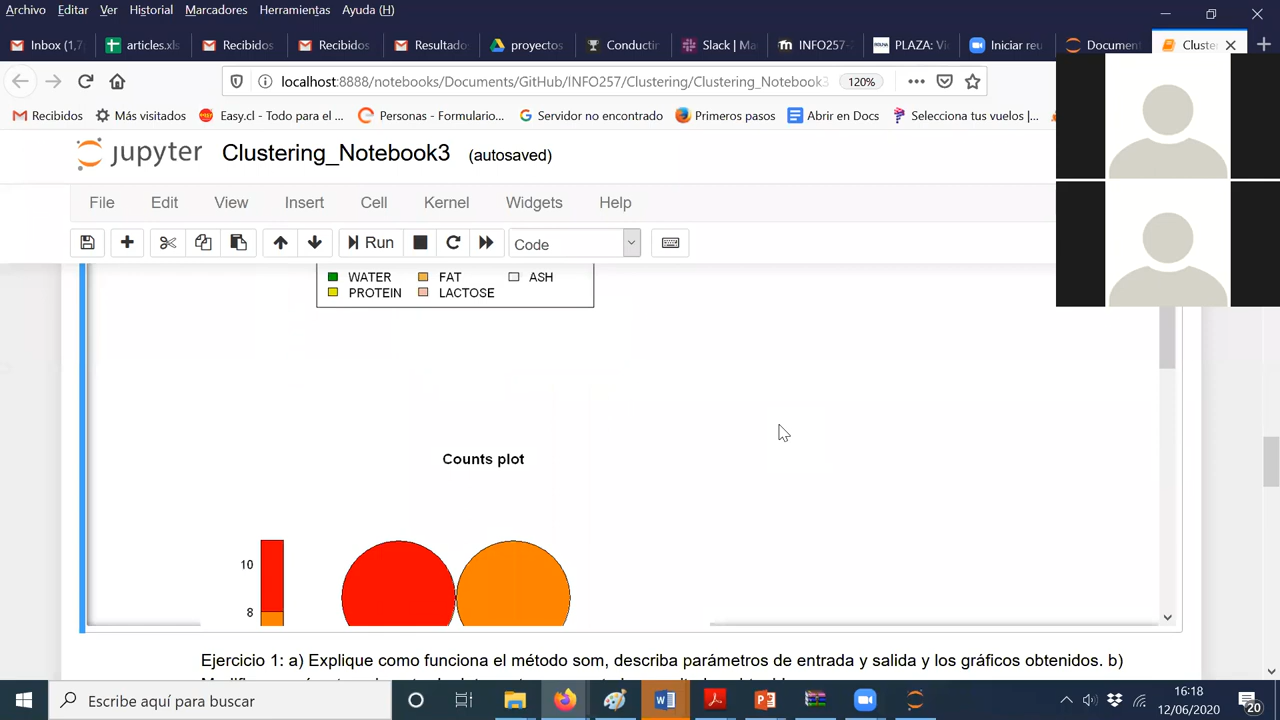 Archivo Editar Ver Historial Marcadores Herramientas Ayuda (H)
Inbox (1,7 articles.xls Recibidos Recibidos Resultado proyectos Conductin Slack | Ma INFO257- PLAZA: Vi Iniciar reu Document Cluste
localhost:8888/notebooks/Documents/GitHub/INFO257/Clustering/Clustering_Notebook3 120%
Recibidos Más visitados Easy.cl - Todo para el ... Personas - Formulario... Servidor no encontrado Primeros pasos Abrir en Docs Selecciona tus vuelos | ...
jupyter Clustering_Notebook3 (autosaved)
File Edit View Insert Cell Kernel Widgets Help
Run Code
WATER FAT ASH
PROTEIN LACTOSE
Counts plot
10
8
Ejercicio 1: a) Explique como funciona el método som, describa parámetros de entrada y salida y los gráficos obtenidos. b)
Escribe aquí para buscar
16:18
12/06/2020
20